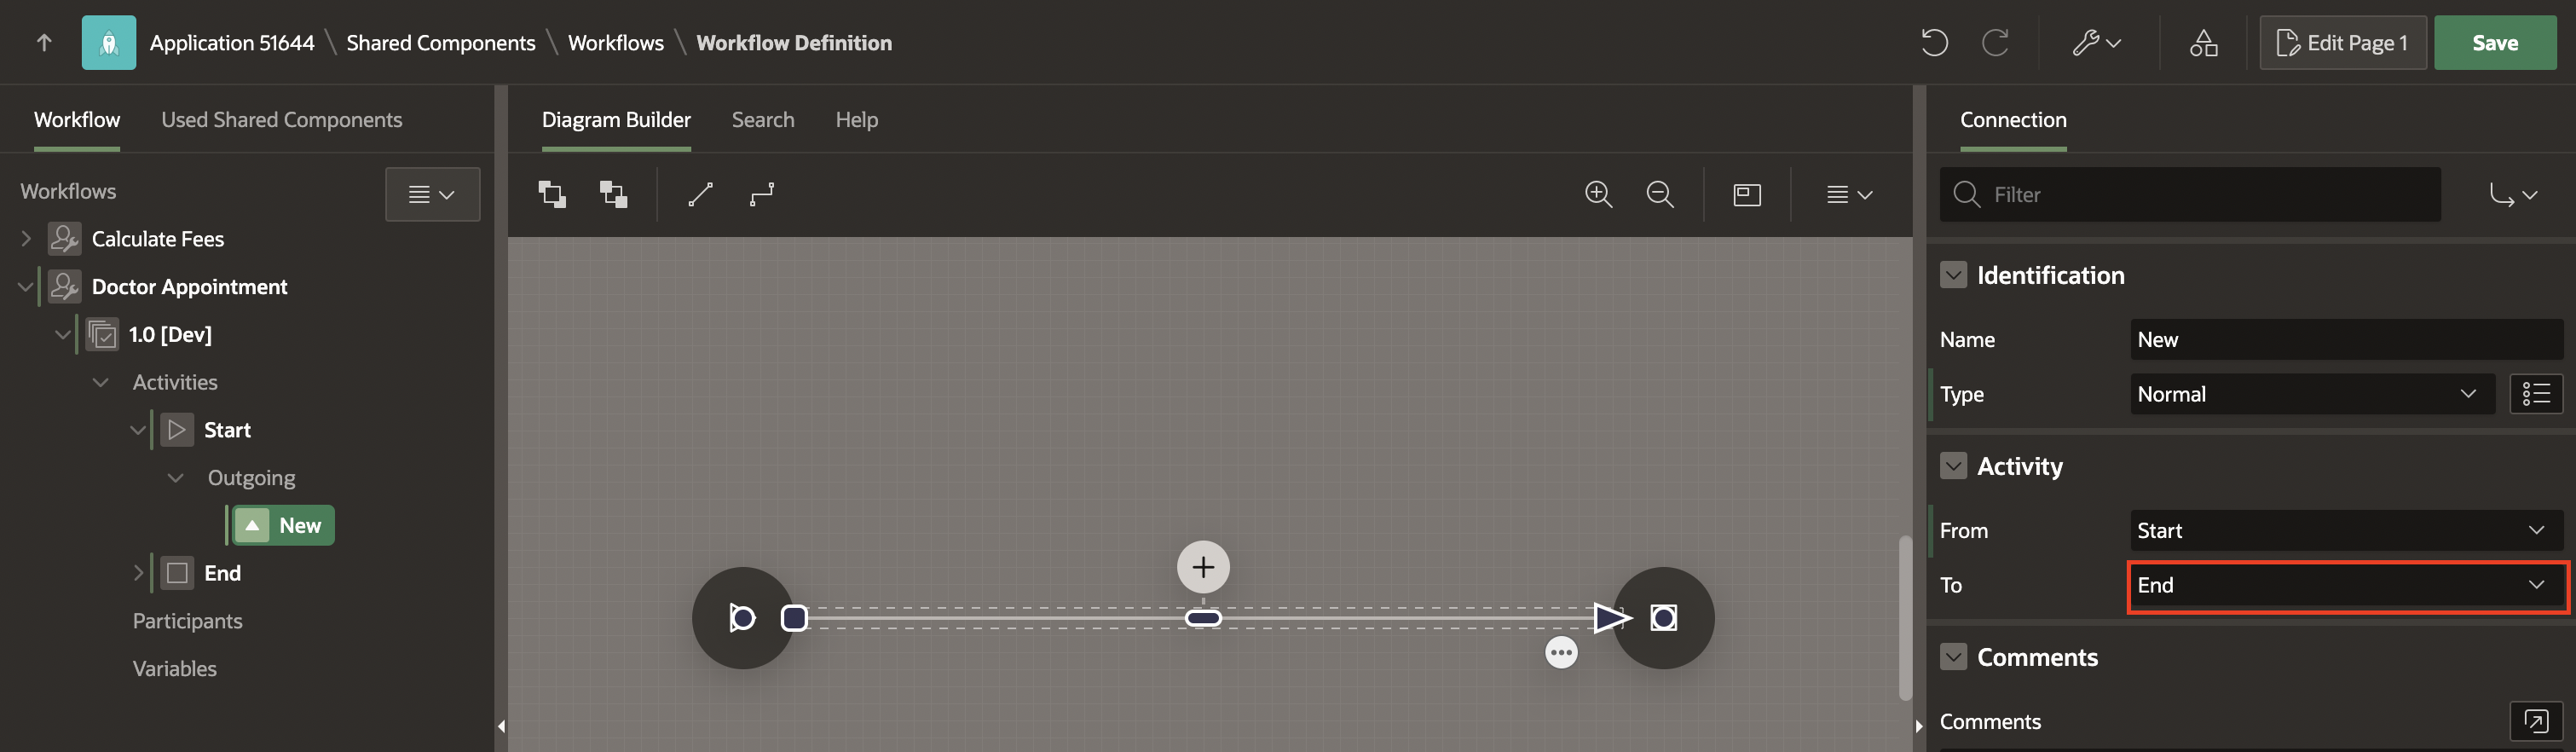 Application 51644 \ Shared Components \ Workflows \ Workflow Definition
Edit Page 1
Save
Workflow
Used Shared Components
Workflows
Calculate Fees
Doctor Appointment
1.0 [Dev]
Activities
Start
Outgoing
New
End
Participants
Variables
Diagram Builder
Search
Help
Connection
Filter
Identification
Name
New
Type
Normal
Activity
From
Start
To
End
Comments
Comments